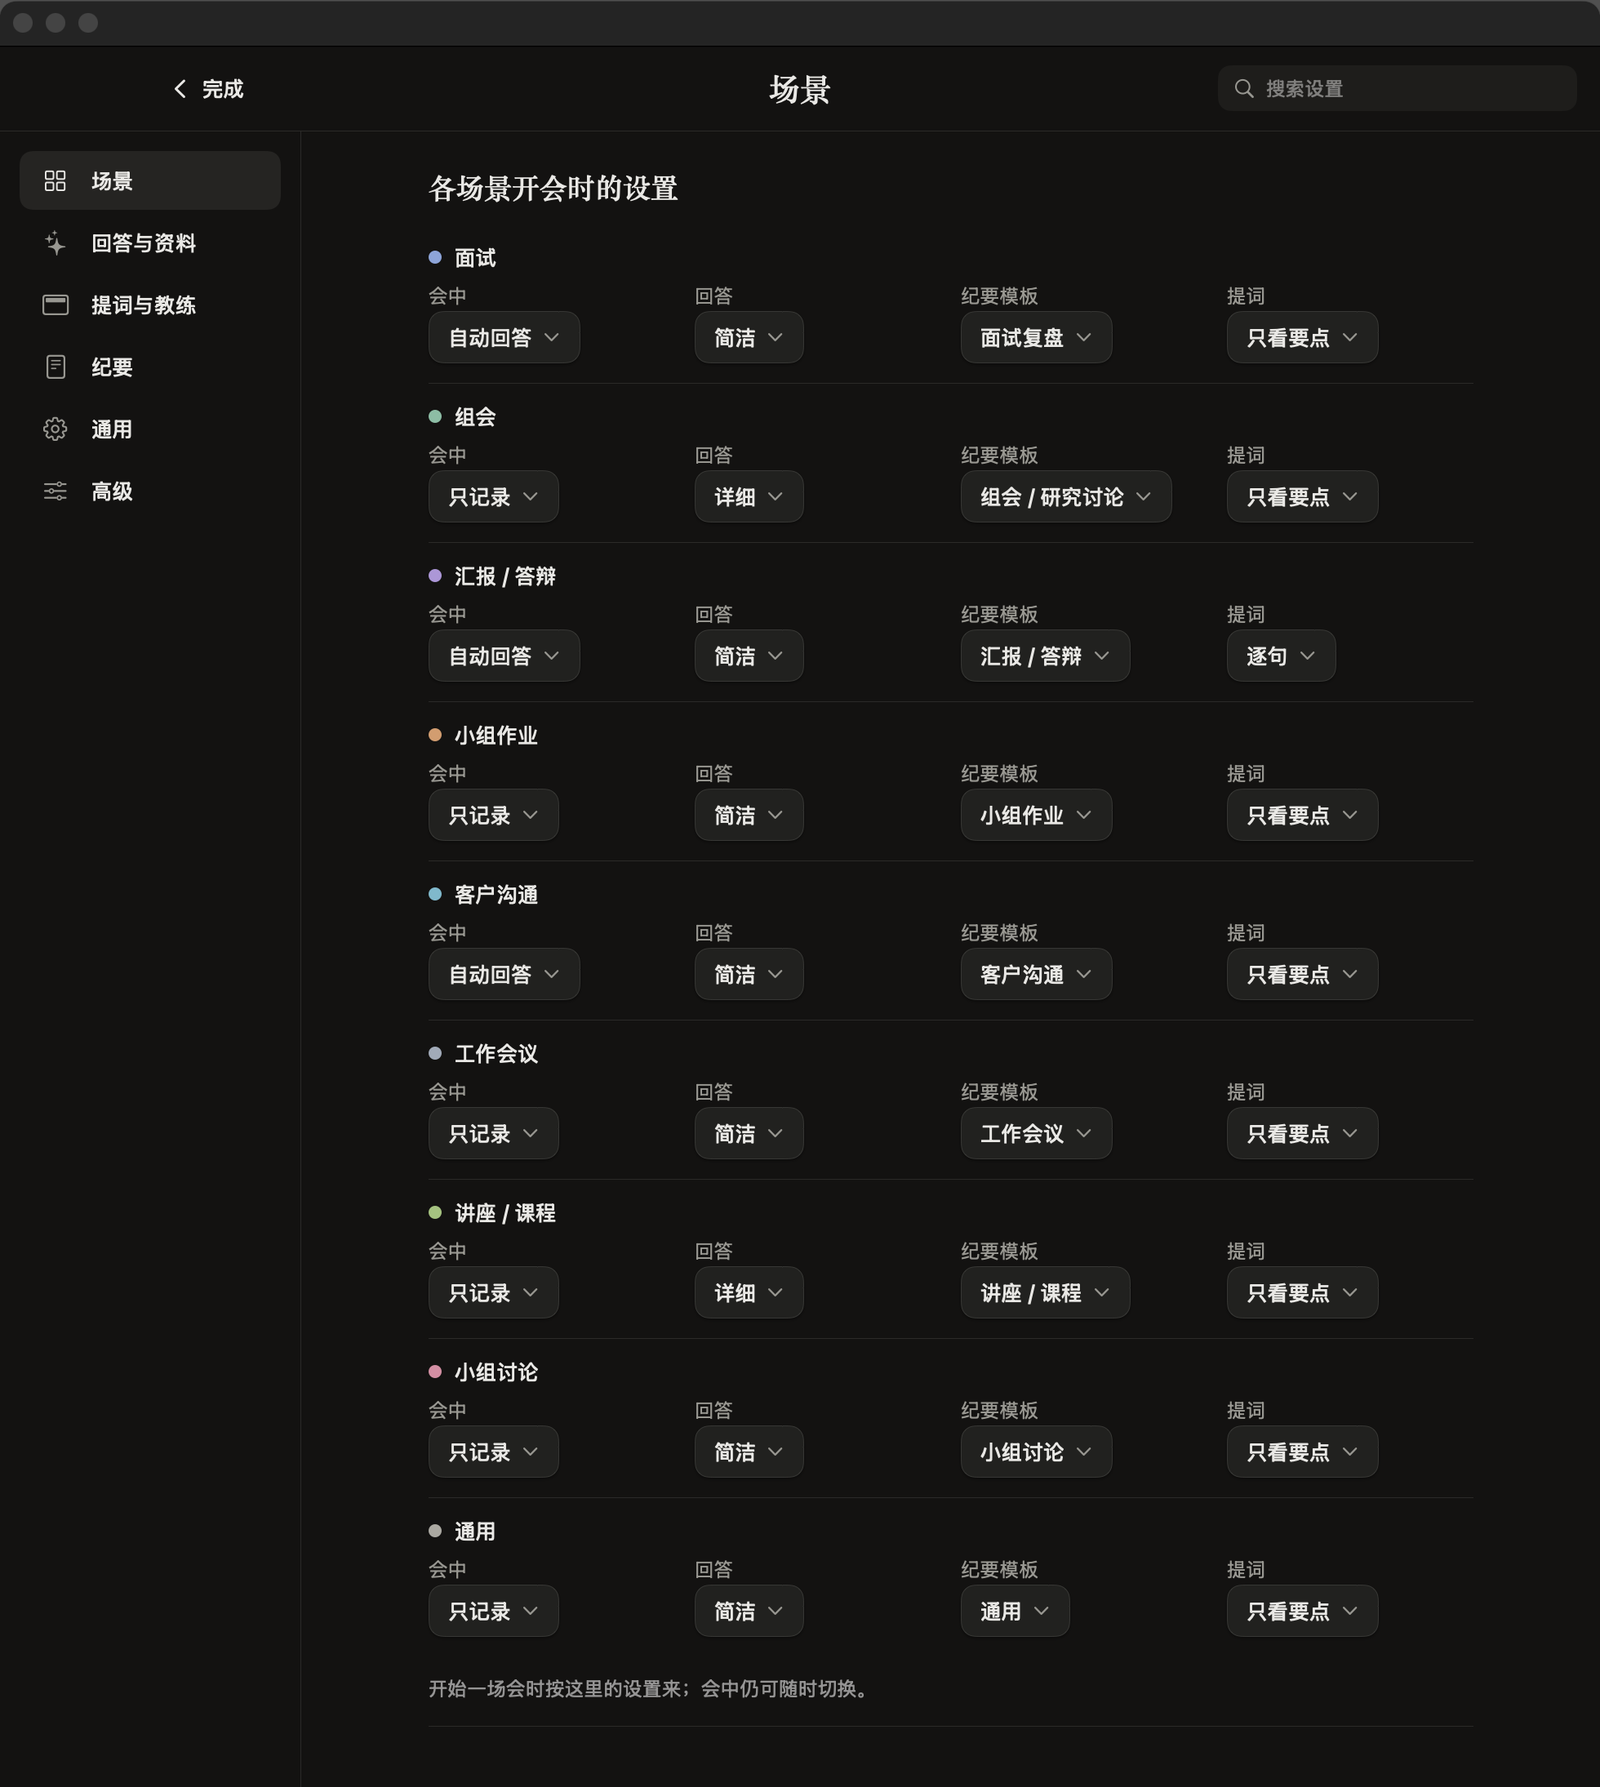 完成
场景
搜索设置
场景
回答与资料
提词与教练
纪要
通用
高级
各场景开会时的设置
面试
会中 回答 纪要模板 提词
自动回答 简洁 面试复盘 只看要点
组会
会中 回答 纪要模板 提词
只记录 详细 组会 / 研究讨论 只看要点
汇报 / 答辩
会中 回答 纪要模板 提词
自动回答 简洁 汇报 / 答辩 逐句
小组作业
会中 回答 纪要模板 提词
只记录 简洁 小组作业 只看要点
客户沟通
会中 回答 纪要模板 提词
自动回答 简洁 客户沟通 只看要点
工作会议
会中 回答 纪要模板 提词
只记录 简洁 工作会议 只看要点
讲座 / 课程
会中 回答 纪要模板 提词
只记录 详细 讲座 / 课程 只看要点
小组讨论
会中 回答 纪要模板 提词
只记录 简洁 小组讨论 只看要点
通用
会中 回答 纪要模板 提词
只记录 简洁 通用 只看要点
开始一场会时按这里的设置来；会中仍可随时切换。